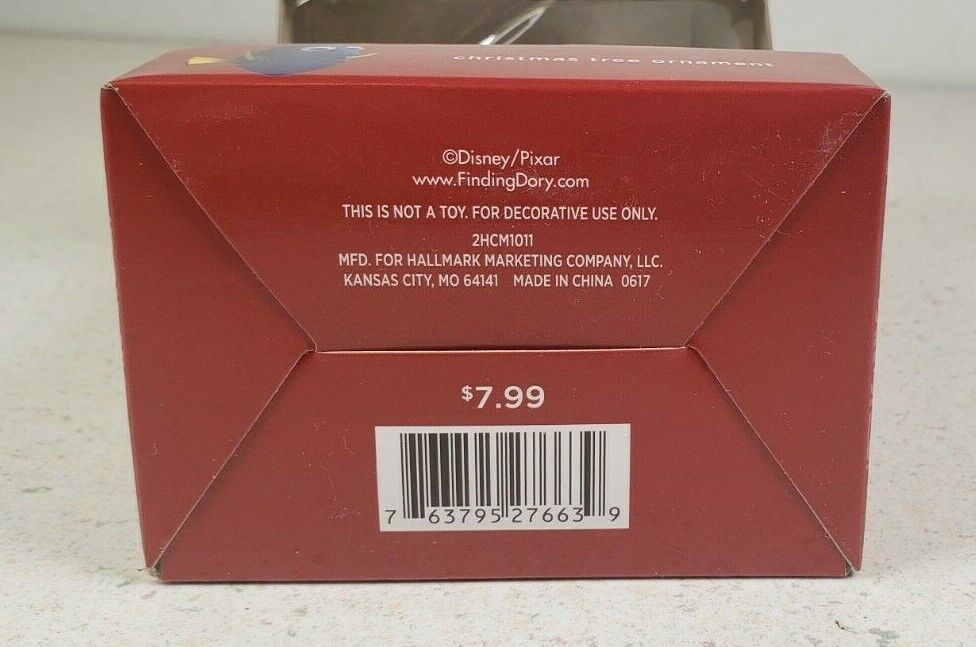 christmas tree ornament
©Disney/Pixar
www.FindingDory.com
THIS IS NOT A TOY. FOR DECORATIVE USE ONLY.
2HCM1011
MFD. FOR HALLMARK MARKETING COMPANY, LLC.
KANSAS CITY, MO 64141 MADE IN CHINA 0617
$7.99
7 63795 27663 9